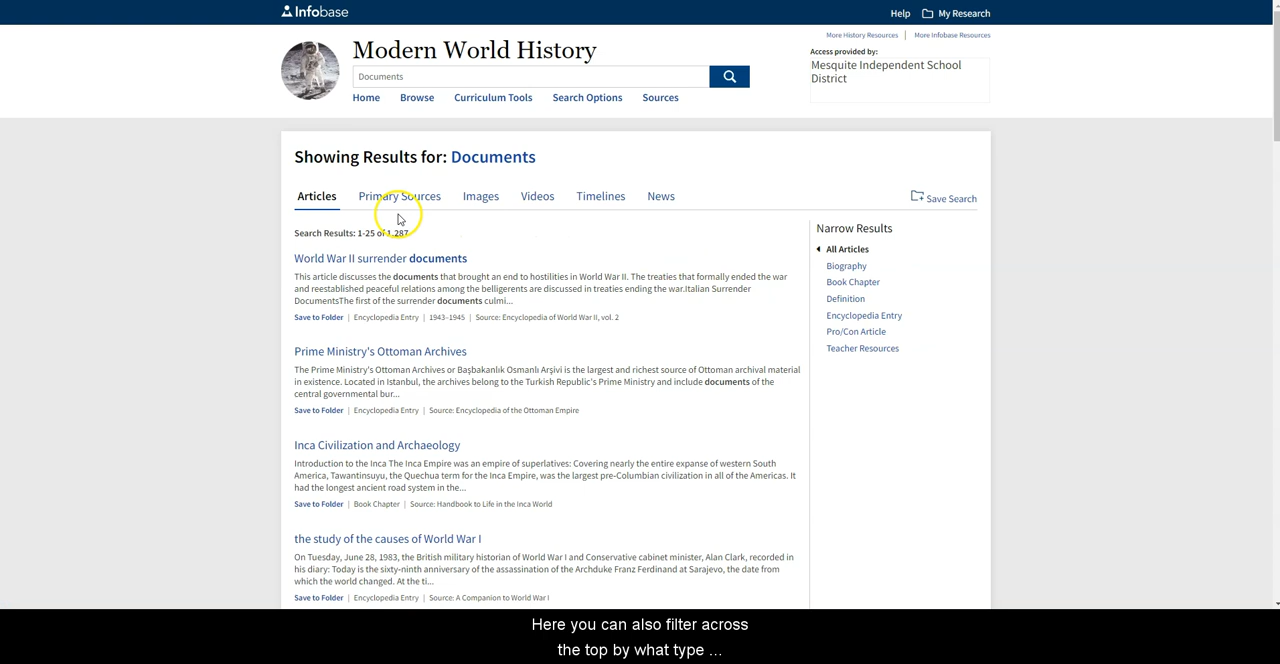 Infobase
Help My Research
More History Resources | More Infobase Resources
Modern World History
Access provided by:
Mesquite Independent School
District
Documents
Home Browse Curriculum Tools Search Options Sources
Showing Results for: Documents
Articles Primary Sources Images Videos Timelines News
Save Search
Search Results: 1-25 of 1,287
World War II surrender documents
This article discusses the documents that brought an end to hostilities in World War II. The treaties that formally ended the war
and reestablished peaceful relations among the belligerents are discussed in treaties ending the war.Italian Surrender
DocumentsThe first of the surrender documents culmi...
Save to Folder | Encyclopedia Entry | 1943–1945 | Source: Encyclopedia of World War II, vol. 2
Prime Ministry's Ottoman Archives
The Prime Ministry's Ottoman Archives or Başbakanlık Osmanlı Arşivi is the largest and richest source of Ottoman archival material
in existence. Located in Istanbul, the archives belong to the Turkish Republic's Prime Ministry and include documents of the
central governmental bur...
Save to Folder | Encyclopedia Entry | Source: Encyclopedia of the Ottoman Empire
Inca Civilization and Archaeology
Introduction to the Inca The Inca Empire was an empire of superlatives: Covering nearly the entire expanse of western South
America, Tawantinsuyu, the Quechua term for the Inca Empire, was the largest pre-Columbian civilization in all of the Americas. It
had the longest ancient road system in the...
Save to Folder | Book Chapter | Source: Handbook to Life in the Inca World
the study of the causes of World War I
On Tuesday, June 28, 1983, the British military historian of World War I and Conservative cabinet minister, Alan Clark, recorded in
his diary: Today is the sixty-ninth anniversary of the assassination of the Archduke Franz Ferdinand at Sarajevo, the date from
which the world changed. At the ti...
Save to Folder | Encyclopedia Entry | Source: A Companion to World War I
Narrow Results
All Articles
Biography
Book Chapter
Definition
Encyclopedia Entry
Pro/Con Article
Teacher Resources
Here you can also filter across
the top by what type ...